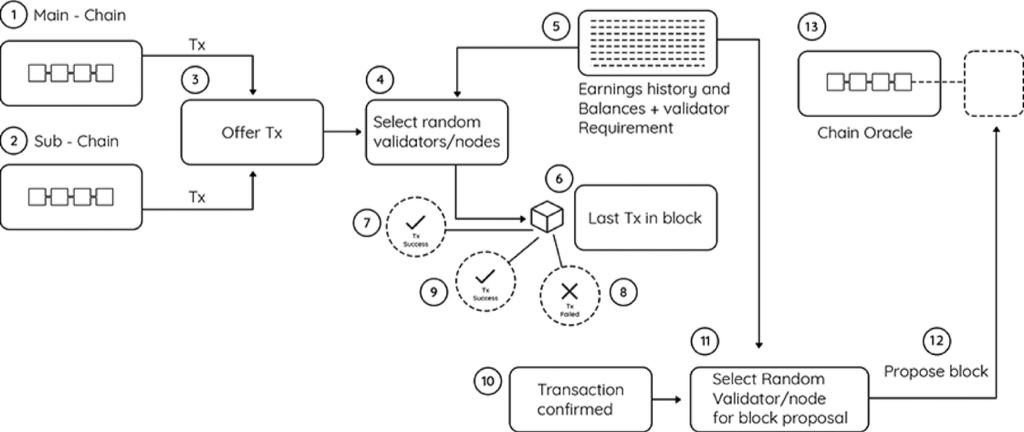 1 Main - Chain
Tx
2 Sub - Chain
Tx
3
Offer Tx
4
Select random
validators/nodes
5
Earnings history and
Balances + validator
Requirement
6
Last Tx in block
7
Tx
Success
9
Tx
Success
8
Tx
Failed
10
Transaction
confirmed
11
Select Random
Validator/node
for block proposal
12
Propose block
13
Chain Oracle